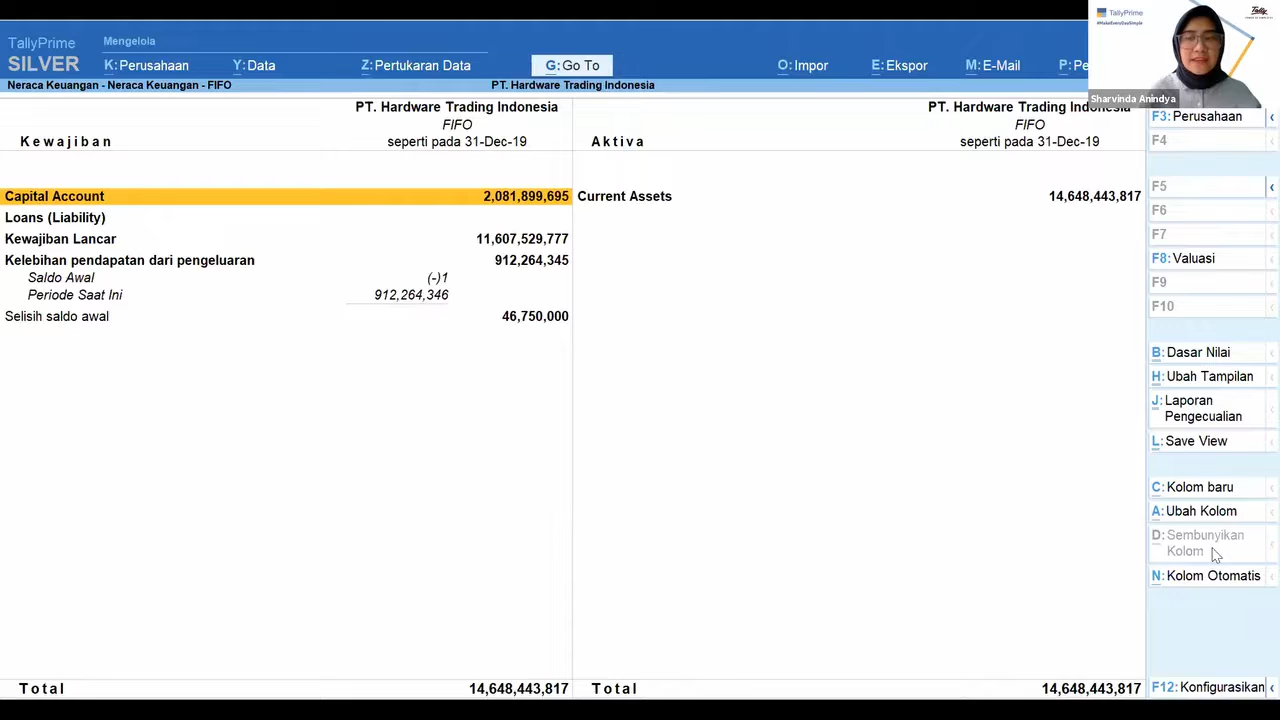 TallyPrime
#MakeEveryDaySimple
Tally
Sharvinda Anindya
TallyPrime
SILVER
Mengelola
K:Perusahaan
Y:Data
Z:Pertukaran Data
G:Go To
O:Impor
E:Ekspor
M:E-Mail
P:Pe
Neraca Keuangan - Neraca Keuangan - FIFO
PT. Hardware Trading Indonesia
Kewajiban
PT. Hardware Trading Indonesia
FIFO
seperti pada 31-Dec-19
Aktiva
PT. Hardware Trading Indonesia
FIFO
seperti pada 31-Dec-19
Capital Account 2,081,899,695
Loans (Liability)
Kewajiban Lancar 11,607,529,777
Kelebihan pendapatan dari pengeluaran 912,264,345
Saldo Awal (-)1
Periode Saat Ini 912,264,346
Selisih saldo awal 46,750,000
Total 14,648,443,817
Current Assets 14,648,443,817
Total 14,648,443,817
F3:Perusahaan
F4
F5
F6
F7
F8:Valuasi
F9
F10
B:Dasar Nilai
H:Ubah Tampilan
J:Laporan
Pengecualian
L:Save View
C:Kolom baru
A:Ubah Kolom
D:Sembunyikan
Kolom
N:Kolom Otomatis
F12:Konfigurasikan